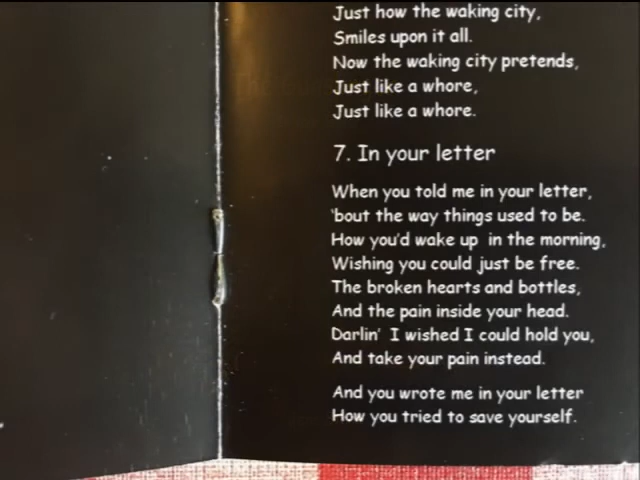 Just how the waking city,
Smiles upon it all.
Now the waking city pretends,
Just like a whore,
Just like a whore.
7. In your letter
When you told me in your letter,
'bout the way things used to be.
How you'd wake up in the morning,
Wishing you could just be free.
The broken hearts and bottles,
And the pain inside your head.
Darlin' I wished I could hold you,
And take your pain instead.
And you wrote me in your letter
How you tried to save yourself.